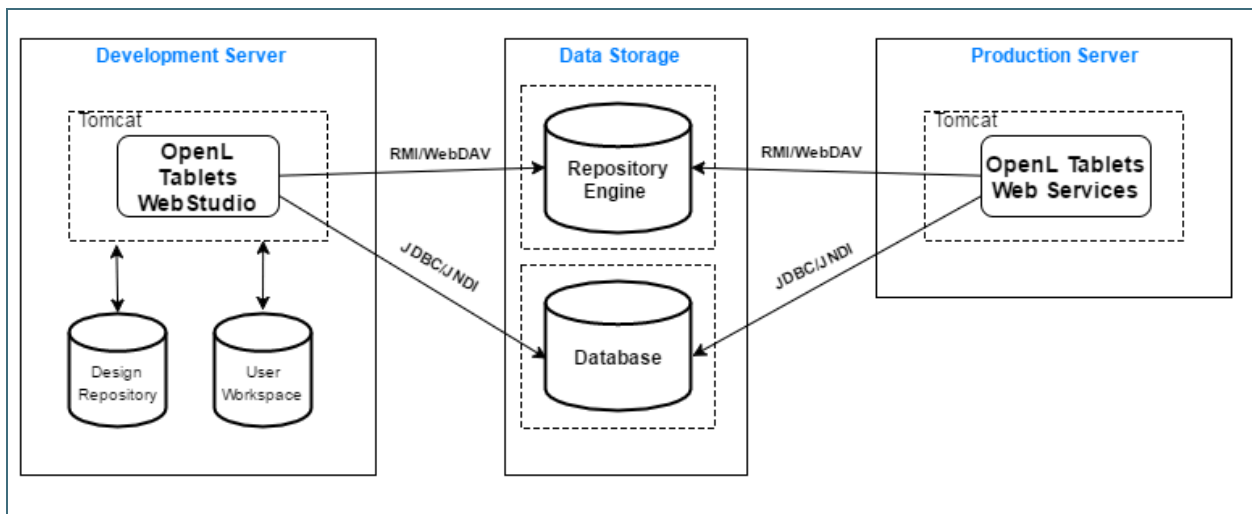 Development Server
Tomcat
OpenL
Tablets
WebStudio
Design
Repository
User
Workspace
RMI/WebDAV
JDBC/JNDI
Data Storage
Repository
Engine
Database
RMI/WebDAV
JDBC/JNDI
Production Server
Tomcat
OpenL Tablets
Web Services